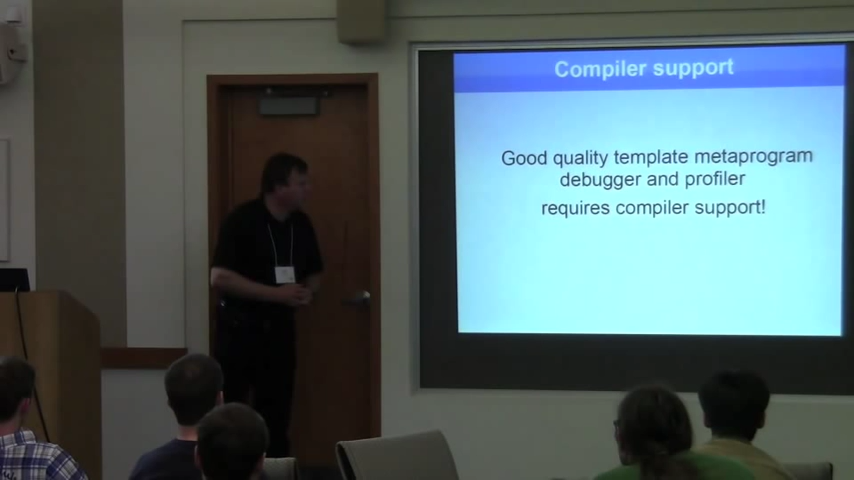 Compiler support
Good quality template metaprogram
debugger and profiler
requires compiler support!